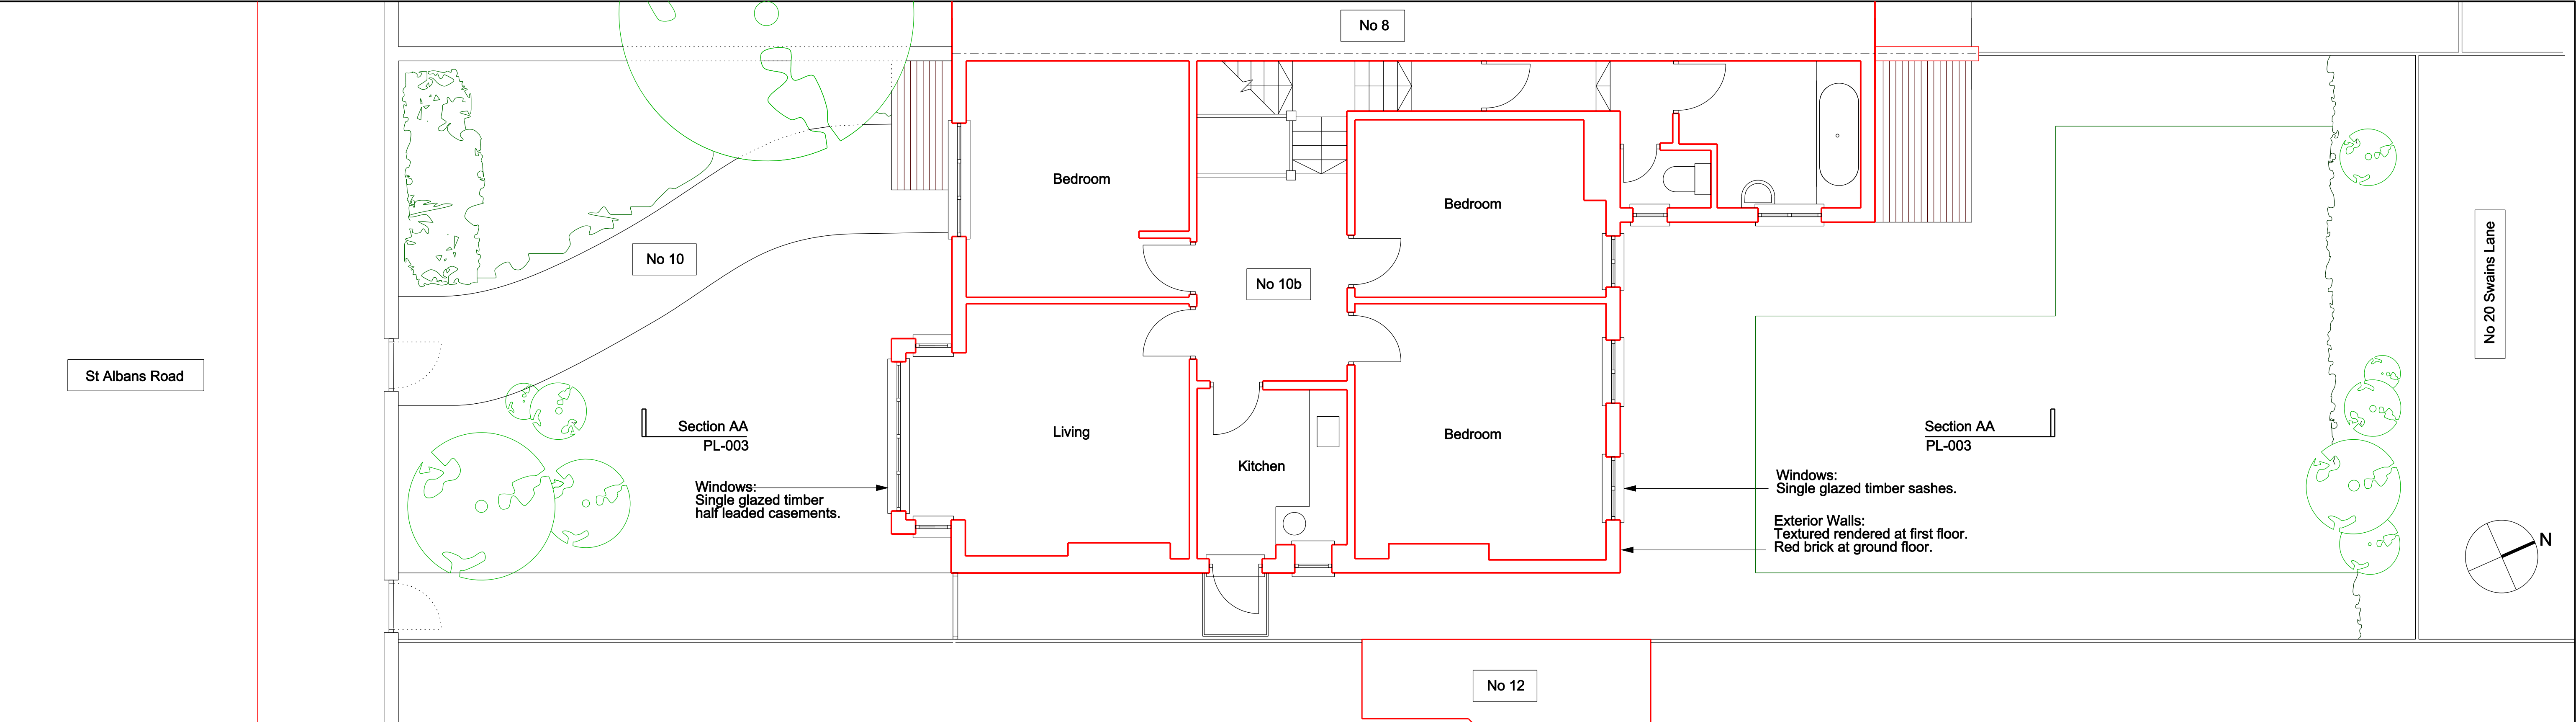 No 8
Bedroom
Bedroom
No 10
No 10b
No 20 Swains Lane
St Albans Road
Section AA
PL-003
Living
Kitchen
Bedroom
Section AA
PL-003
Windows:
Single glazed timber
half leaded casements.
Windows:
Single glazed timber sashes.
Exterior Walls:
Textured rendered at first floor.
Red brick at ground floor.
N
No 12